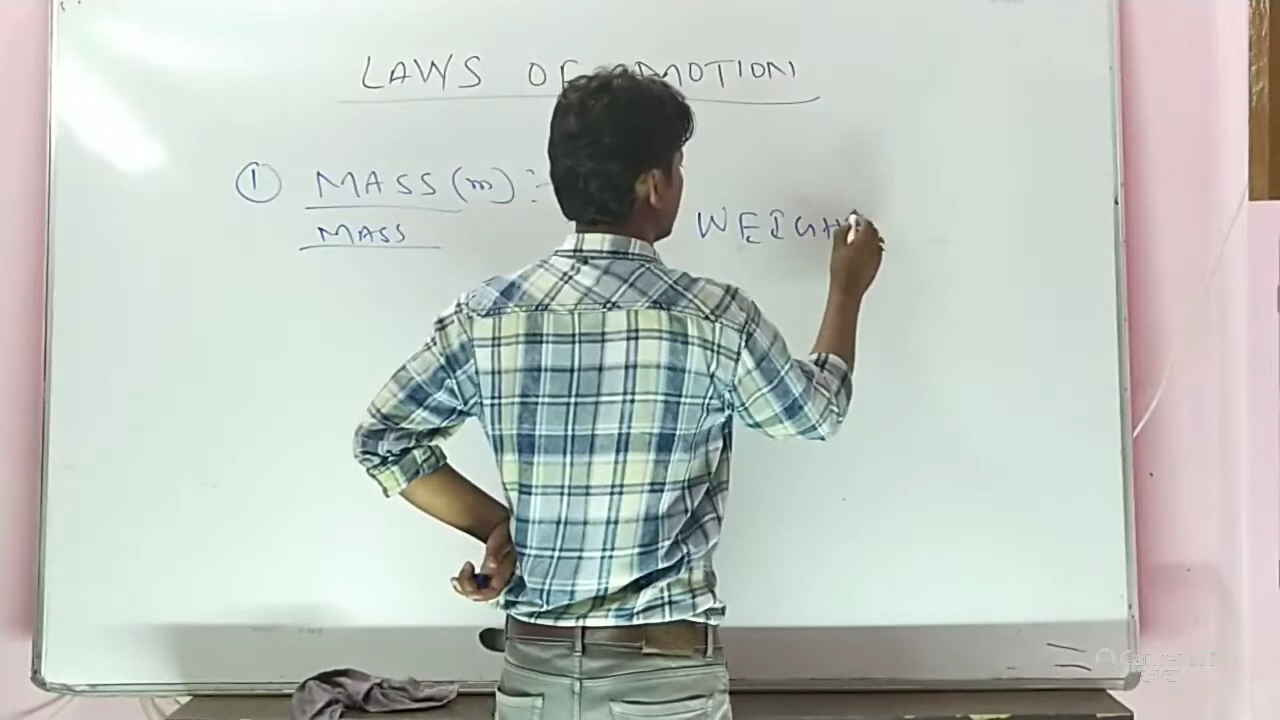 LAWS OF MOTION
① MASS (m) :-
MASS WEIGH